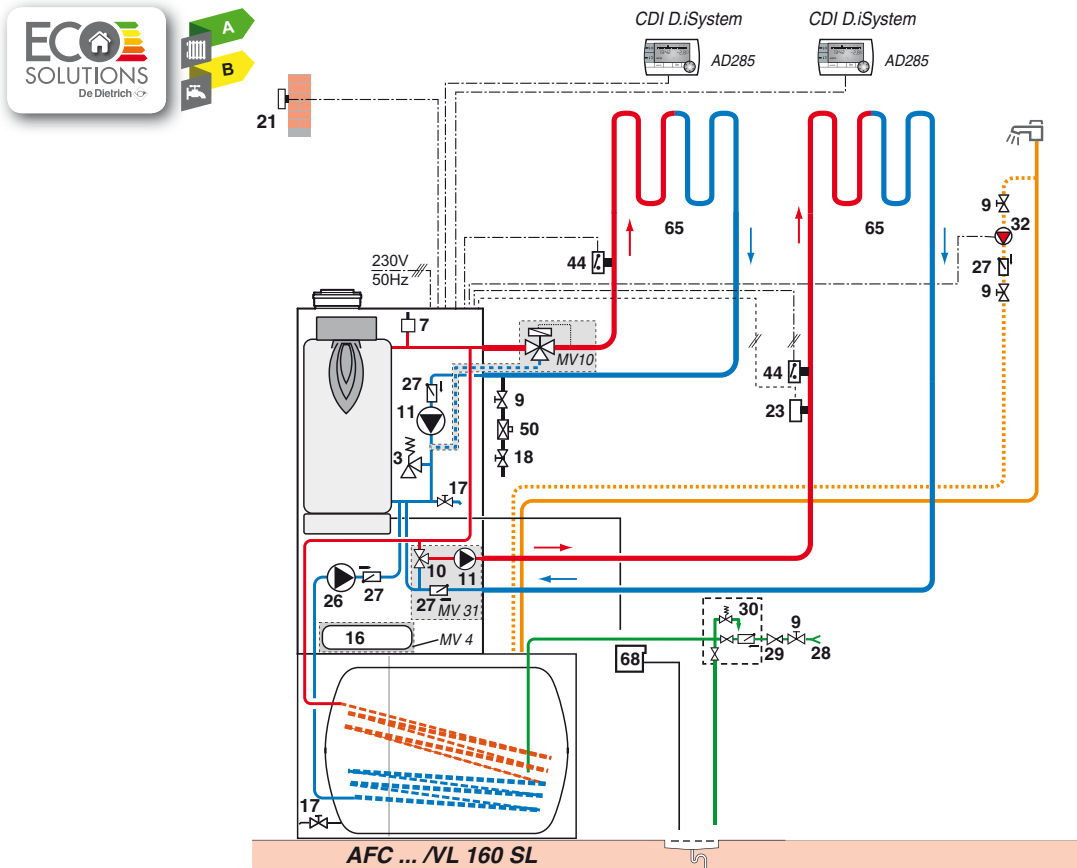 ECO
SOLUTIONS
De Dietrich
A
B
CDI D.iSystem
AD285
CDI D.iSystem
AD285
21
9
32
65
65
27
44
230V
50Hz
9
7
MV10
44
27
9
23
11
50
3
18
17
10
11
26
27
27
MV 31
30
9
16
MV 4
29
28
68
17
AFC ... /VL 160 SL